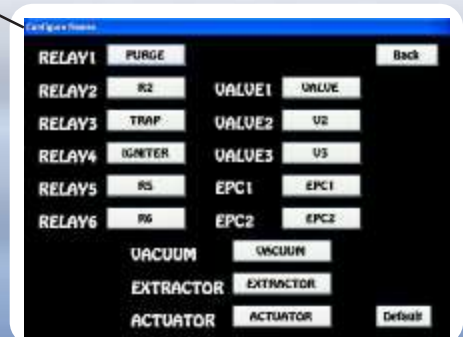 Configure Names
RELAY1 PURGE Back
RELAY2 R2 VALVE1 VALVE
RELAY3 TRAP VALVE2 V2
RELAY4 IGNITER VALVE3 V3
RELAY5 R5 EPC1 EPC1
RELAY6 R6 EPC2 EPC2
VACUUM VACUUM
EXTRACTOR EXTRACTOR
ACTUATOR ACTUATOR Default